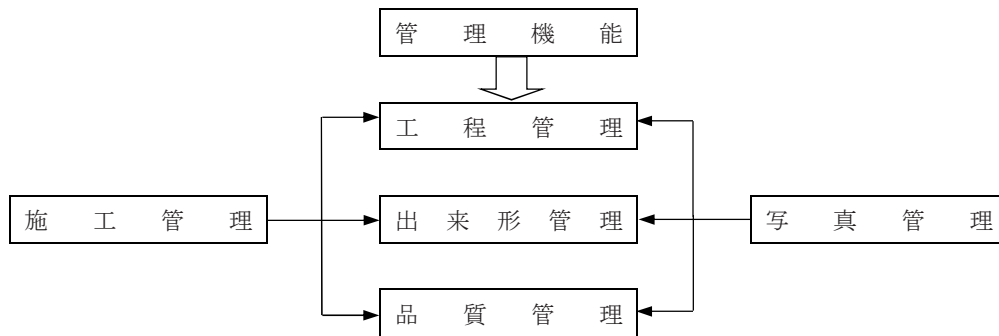 管理機能
工程管理
施工管理
出来形管理
写真管理
品質管理